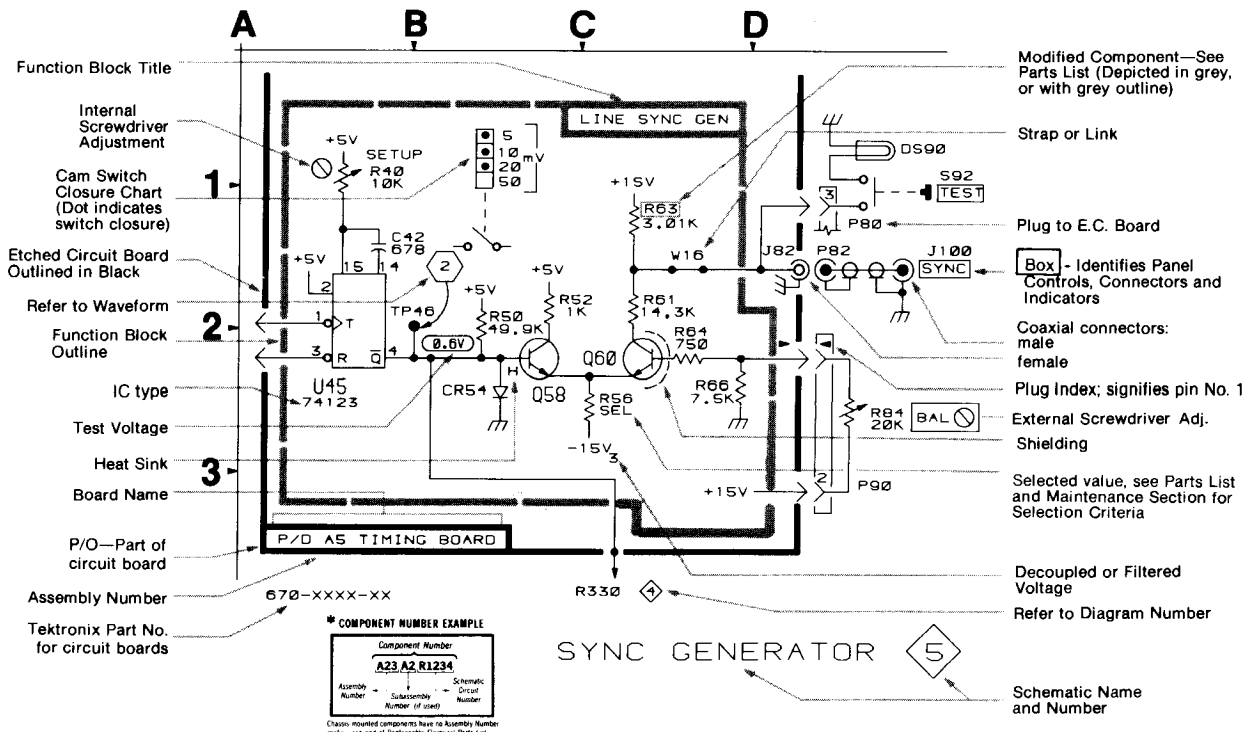 A B C D
Function Block Title
Internal
Screwdriver
Adjustment
Cam Switch
Closure Chart
(Dot indicates
switch closure)
Etched Circuit Board
Outlined in Black
Refer to Waveform
Function Block
Outline
IC type
Test Voltage
Heat Sink
Board Name
P/O—Part of
circuit board
Assembly Number
Tektronix Part No.
for circuit boards
1
2
3
LINE SYNC GEN
+5V
SETUP
R40
10K
5
10
20
50
mV
C42
678
+5V
15 14
2
2
TP46
1
T
3
R
Q
4
U45
74123
0.6V
+5V
R50
49.9K
+5V
R52
1K
CR54
H
Q58
+15V
R63
3.01K
W16
R61
14.3K
Q60
R64
750
R56
SEL
-15V
3
R66
7.5K
+15V
P/O A5 TIMING BOARD
670-XXXX-XX
R330
4
DS90
S92
TEST
3
P80
J82
P82
J100
SYNC
R84
20K
BAL
2
P90
Modified Component—See
Parts List (Depicted in grey,
or with grey outline)
Strap or Link
Plug to E.C. Board
Box - Identifies Panel
Controls, Connectors and
Indicators
Coaxial connectors:
male
female
Plug Index; signifies pin No. 1
External Screwdriver Adj.
Shielding
Selected value, see Parts List
and Maintenance Section for
Selection Criteria
Decoupled or Filtered
Voltage
Refer to Diagram Number
Schematic Name
and Number
SYNC GENERATOR
5
* COMPONENT NUMBER EXAMPLE
Component Number
A23 A2 R1234
Assembly
Number
Subassembly
Number (if used)
Schematic
Circuit
Number
Chassis mounted components have no Assembly Number